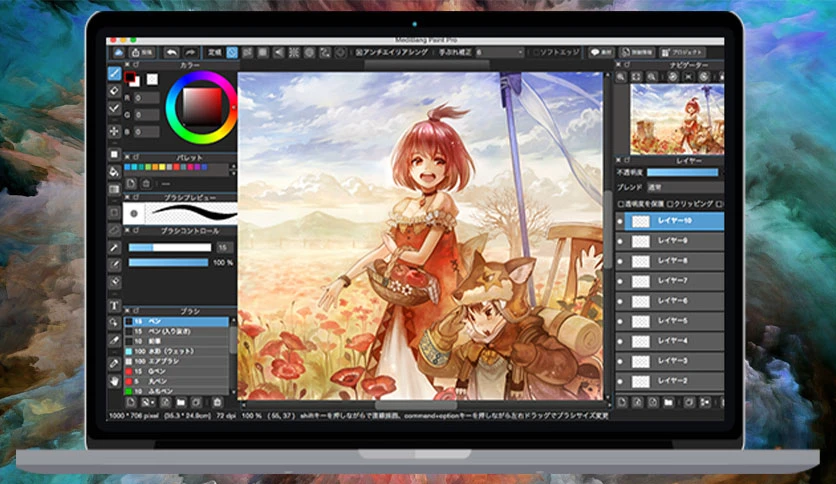 MediBang Paint Pro
投稿
定規
アンチエイリアシング
手ぶれ補正 6
ソフトエッジ
素材
詳細情報
プロジェクト
カラー
R 0
G 0
B 0
パレット
ブラシプレビュー
ブラシコントロール
15
100 %
ブラシ
15 ペン
15 ペン (入り抜き)
10 鉛筆
100 水彩 (ウェット)
100 エアブラシ
15 Gペン
5 丸ペン
10 ふちペン
ナビゲーター
レイヤー
不透明度
ブレンド 通常
透明度を保護 クリッピング
レイヤー10
レイヤー9
レイヤー8
レイヤー7
レイヤー6
レイヤー5
レイヤー4
レイヤー3
レイヤー2
1000 * 706 pixel (35.3 * 24.9cm) 72 dpi 100 % (55, 37) shiftキーを押しながらで直線描画、command+optionキーを押しながら左右ドラッグでブラシサイズ変更